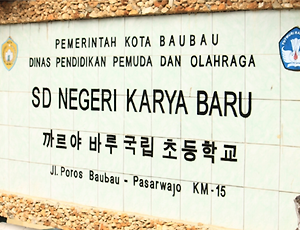 PEMERINTAH KOTA BAUBAU
DINAS PENDIDIKAN PEMUDA DAN OLAHRAGA
SD NEGERI KARYA BARU
까르야 바루국립 초등학교
Jl. Poros Baubau - Pasarwajo KM-15